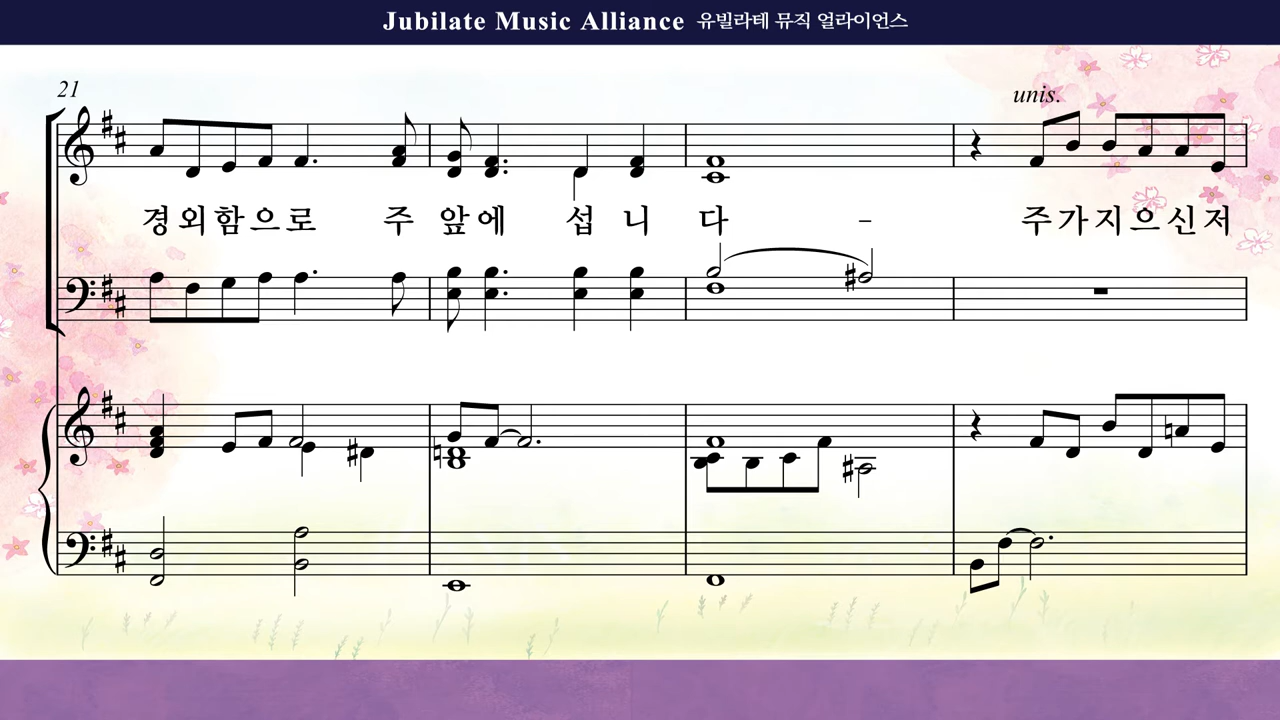 Jubilate Music Alliance 유빌라테 뮤직 얼라이언스
21
unis.
경외함으로 주 앞에 섭 니 다 - 주가지으신저